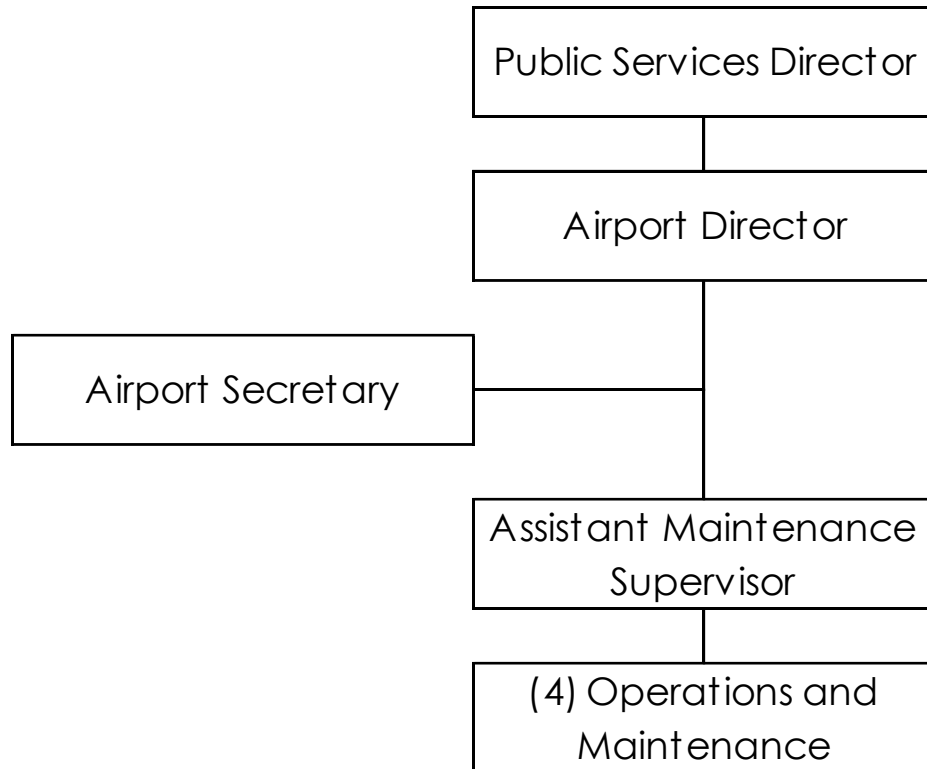 Public Services Director
Airport Director
Airport Secretary
Assistant Maintenance
Supervisor
(4) Operations and
Maintenance